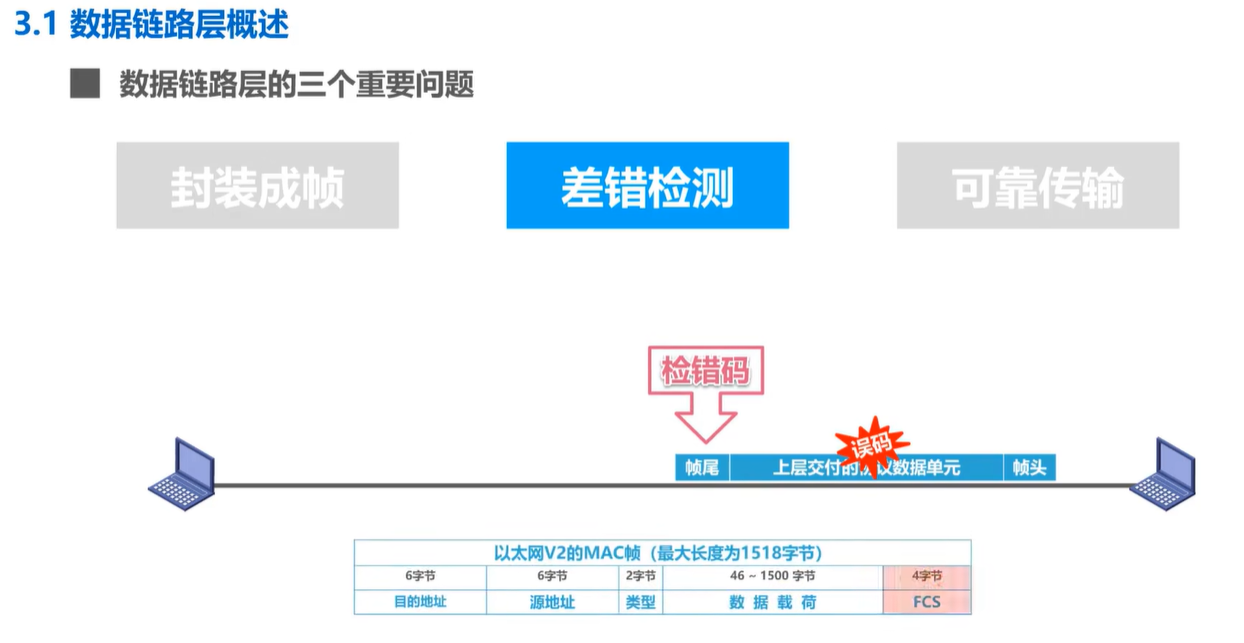 3.1 数据链路层概述
数据链路层的三个重要问题
封装成帧 差错检测 可靠传输
检错码
误码
帧尾 上层交付的协议数据单元 帧头
以太网V2的MAC帧（最大长度为1518字节）
6字节 6字节 2字节 46 ~ 1500 字节 4字节
目的地址 源地址 类型 数 据 载 荷 FCS